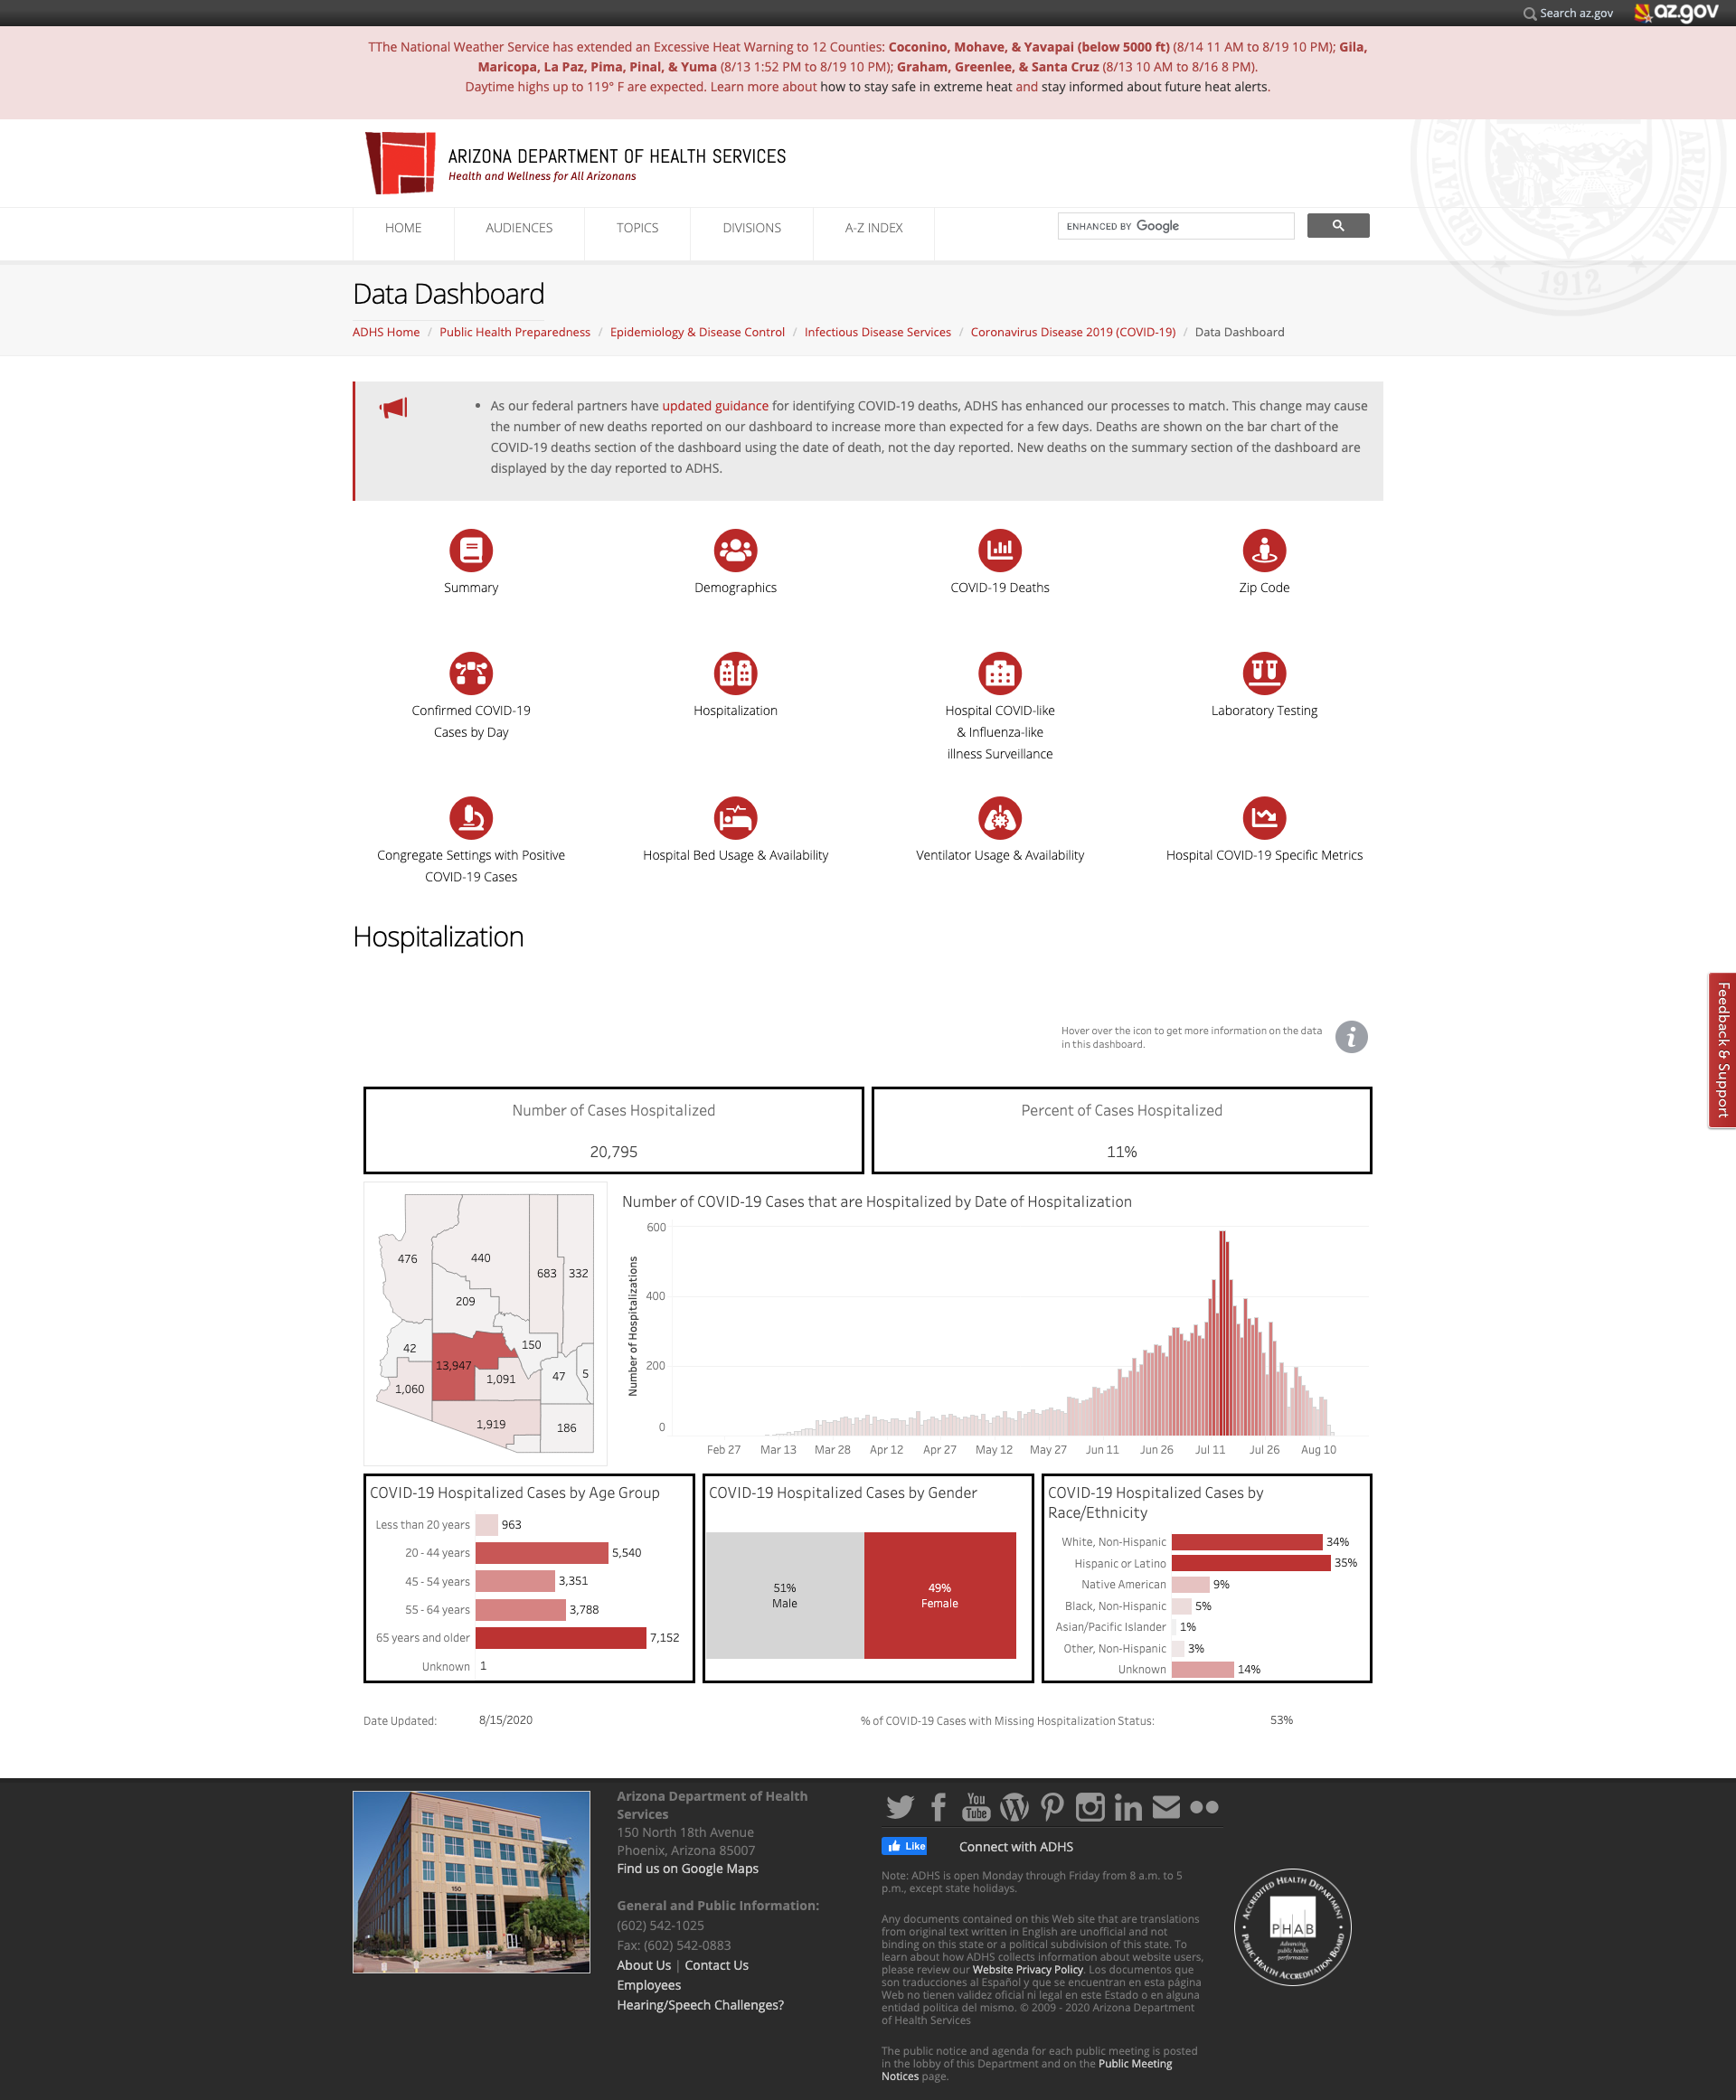 Search az.gov
az.gov
TThe National Weather Service has extended an Excessive Heat Warning to 12 Counties: Coconino, Mohave, & Yavapai (below 5000 ft) (8/14 11 AM to 8/19 10 PM); Gila,
Maricopa, La Paz, Pima, Pinal, & Yuma (8/13 1:52 PM to 8/19 10 PM); Graham, Greenlee, & Santa Cruz (8/13 10 AM to 8/16 8 PM).
Daytime highs up to 119° F are expected. Learn more about how to stay safe in extreme heat and stay informed about future heat alerts.
ARIZONA DEPARTMENT OF HEALTH SERVICES
Health and Wellness for All Arizonans
GREAT SEAL
ARIZONA
1912
HOME
AUDIENCES
TOPICS
DIVISIONS
A-Z INDEX
ENHANCED BY Google
Data Dashboard
ADHS Home / Public Health Preparedness / Epidemiology & Disease Control / Infectious Disease Services / Coronavirus Disease 2019 (COVID-19) / Data Dashboard
• As our federal partners have updated guidance for identifying COVID-19 deaths, ADHS has enhanced our processes to match. This change may cause
the number of new deaths reported on our dashboard to increase more than expected for a few days. Deaths are shown on the bar chart of the
COVID-19 deaths section of the dashboard using the date of death, not the day reported. New deaths on the summary section of the dashboard are
displayed by the day reported to ADHS.
Summary
Demographics
COVID-19 Deaths
Zip Code
Confirmed COVID-19
Cases by Day
Hospitalization
Hospital COVID-like
& Influenza-like
illness Surveillance
Laboratory Testing
Congregate Settings with Positive
COVID-19 Cases
Hospital Bed Usage & Availability
Ventilator Usage & Availability
Hospital COVID-19 Specific Metrics
Hospitalization
Feedback & Support
Hover over the icon to get more information on the data
in this dashboard.
i
Number of Cases Hospitalized
20,795
Percent of Cases Hospitalized
11%
476
440
683
332
209
42
13,947
150
1,091
47
5
1,060
1,919
186
Number of COVID-19 Cases that are Hospitalized by Date of Hospitalization
Number of Hospitalizations
600
400
200
0
Feb 27
Mar 13
Mar 28
Apr 12
Apr 27
May 12
May 27
Jun 11
Jun 26
Jul 11
Jul 26
Aug 10
COVID-19 Hospitalized Cases by Age Group
Less than 20 years 963
20 - 44 years 5,540
45 - 54 years 3,351
55 - 64 years 3,788
65 years and older 7,152
Unknown 1
COVID-19 Hospitalized Cases by Gender
51%
Male
49%
Female
COVID-19 Hospitalized Cases by
Race/Ethnicity
White, Non-Hispanic 34%
Hispanic or Latino 35%
Native American 9%
Black, Non-Hispanic 5%
Asian/Pacific Islander 1%
Other, Non-Hispanic 3%
Unknown 14%
Date Updated: 8/15/2020
% of COVID-19 Cases with Missing Hospitalization Status: 53%
150
Arizona Department of Health
Services
150 North 18th Avenue
Phoenix, Arizona 85007
Find us on Google Maps
General and Public Information:
(602) 542-1025
Fax: (602) 542-0883
About Us | Contact Us
Employees
Hearing/Speech Challenges?
You
Tube
in
Like
Connect with ADHS
Note: ADHS is open Monday through Friday from 8 a.m. to 5
p.m., except state holidays.
Any documents contained on this Web site that are translations
from original text written in English are unofficial and not
binding on this state or a political subdivision of this state. To
learn about how ADHS collects information about website users,
please review our Website Privacy Policy. Los documentos que
son traducciones al Español y que se encuentran en esta página
Web no tienen validez oficial ni legal en este Estado o en alguna
entidad politica del mismo. © 2009 - 2020 Arizona Department
of Health Services
The public notice and agenda for each public meeting is posted
in the lobby of this Department and on the Public Meeting
Notices page.
ACCREDITED HEALTH DEPARTMENT
PHAB
Advancing
public health
performance
PUBLIC HEALTH ACCREDITATION BOARD